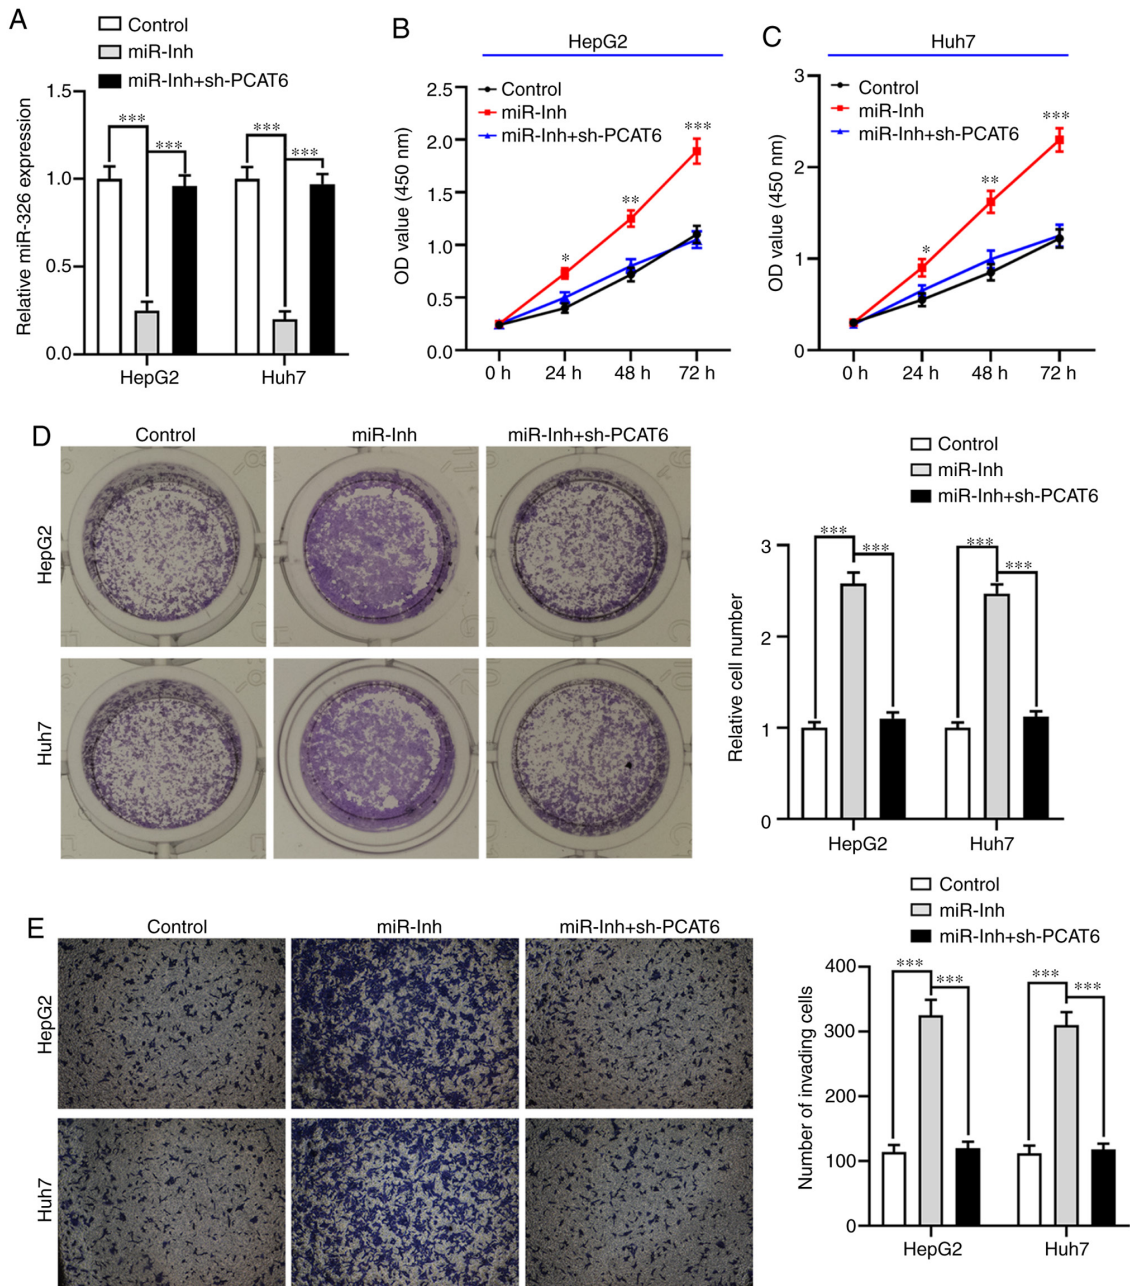 A
Control
miR-Inh
miR-Inh+sh-PCAT6
Relative miR-326 expression
1.5
1.0
0.5
0.0
*** *** *** ***
HepG2 Huh7
B
HepG2
Control
miR-Inh
miR-Inh+sh-PCAT6
OD value (450 nm)
2.5
2.0
1.5
1.0
0.5
0.0
* ** ***
0 h 24 h 48 h 72 h
C
Huh7
Control
miR-Inh
miR-Inh+sh-PCAT6
OD value (450 nm)
3
2
1
0
* ** ***
0 h 24 h 48 h 72 h
D
Control miR-Inh miR-Inh+sh-PCAT6
HepG2
Huh7
Control
miR-Inh
miR-Inh+sh-PCAT6
Relative cell number
3
2
1
0
*** *** *** ***
HepG2 Huh7
E
Control miR-Inh miR-Inh+sh-PCAT6
HepG2
Huh7
Control
miR-Inh
miR-Inh+sh-PCAT6
Number of invading cells
400
300
200
100
0
*** *** *** ***
HepG2 Huh7